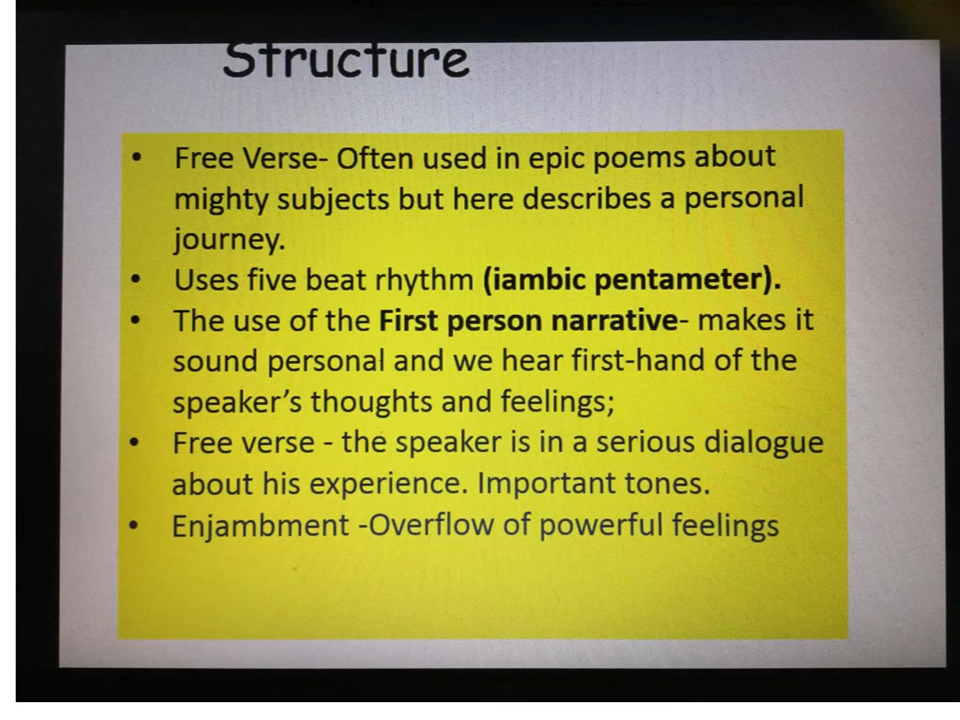 Structure
• Free Verse- Often used in epic poems about
mighty subjects but here describes a personal
journey.
• Uses five beat rhythm (iambic pentameter).
• The use of the First person narrative- makes it
sound personal and we hear first-hand of the
speaker's thoughts and feelings;
• Free verse - the speaker is in a serious dialogue
about his experience. Important tones.
• Enjambment -Overflow of powerful feelings